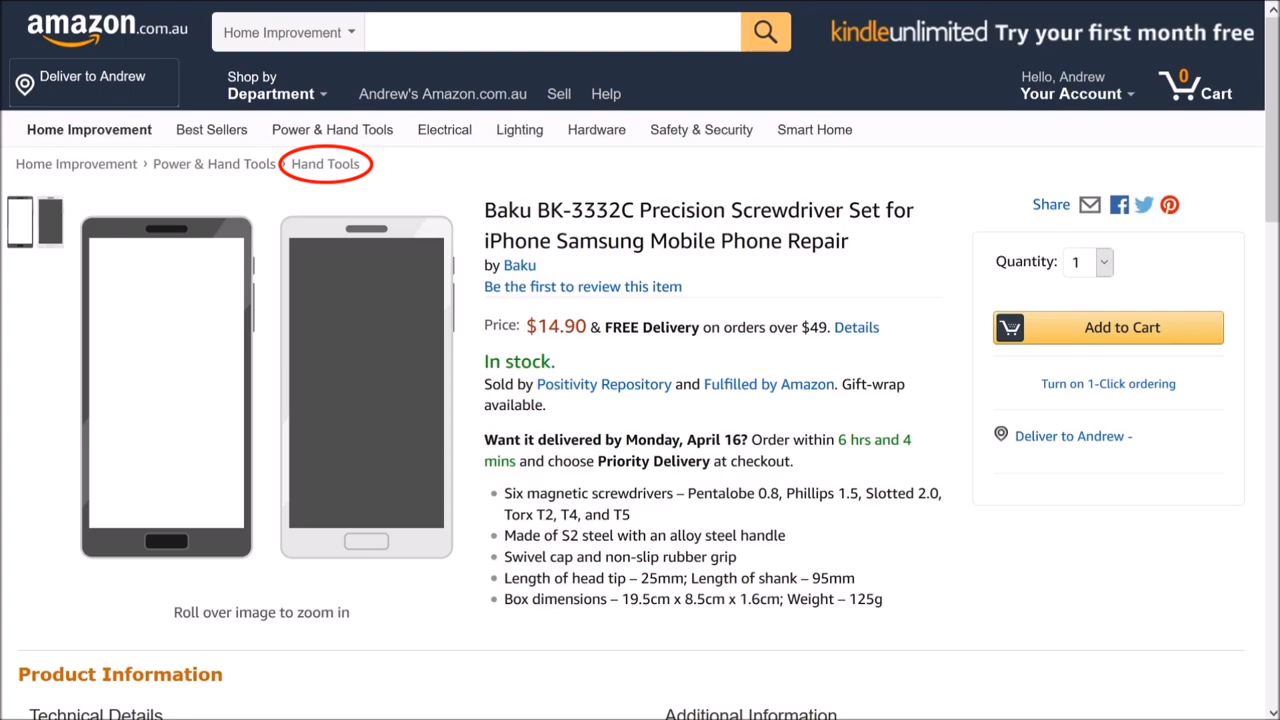 amazon.com.au
Home Improvement
kindleunlimited Try your first month free
Deliver to Andrew
Shop by
Department
Andrew's Amazon.com.au Sell Help
Hello, Andrew
Your Account
0
Cart
Home Improvement Best Sellers Power & Hand Tools Electrical Lighting Hardware Safety & Security Smart Home
Home Improvement › Power & Hand Tools › Hand Tools
Baku BK-3332C Precision Screwdriver Set for
iPhone Samsung Mobile Phone Repair
by Baku
Be the first to review this item
Price: $14.90 & FREE Delivery on orders over $49. Details
In stock.
Sold by Positivity Repository and Fulfilled by Amazon. Gift-wrap
available.
Want it delivered by Monday, April 16? Order within 6 hrs and 4
mins and choose Priority Delivery at checkout.
• Six magnetic screwdrivers – Pentalobe 0.8, Phillips 1.5, Slotted 2.0,
Torx T2, T4, and T5
• Made of S2 steel with an alloy steel handle
• Swivel cap and non-slip rubber grip
• Length of head tip – 25mm; Length of shank – 95mm
• Box dimensions – 19.5cm x 8.5cm x 1.6cm; Weight – 125g
Share
Quantity: 1
Add to Cart
Turn on 1-Click ordering
Deliver to Andrew -
Roll over image to zoom in
Product Information
Technical Details
Additional Information